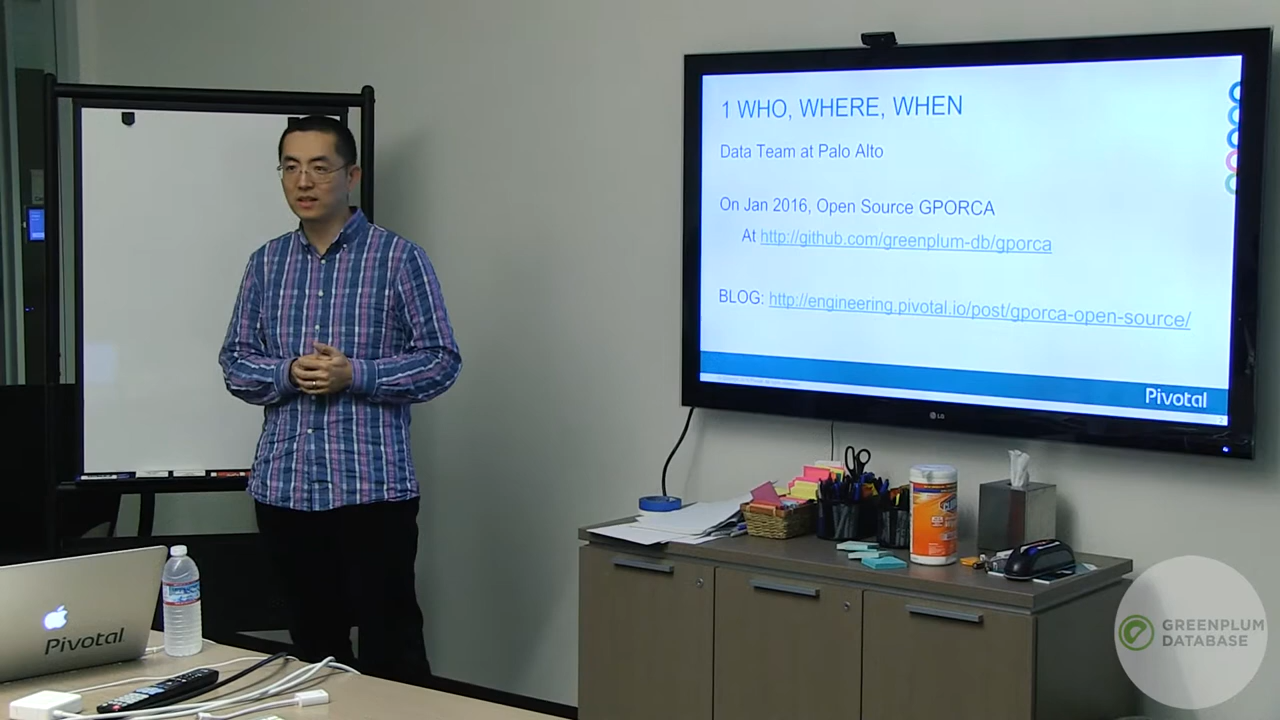 1 WHO, WHERE, WHEN
Data Team at Palo Alto
On Jan 2016, Open Source GPORCA
At http://github.com/greenplum-db/gporca
BLOG: http://engineering.pivotal.io/post/gporca-open-source/
Pivotal
LG
Pivotal
GREENPLUM
DATABASE